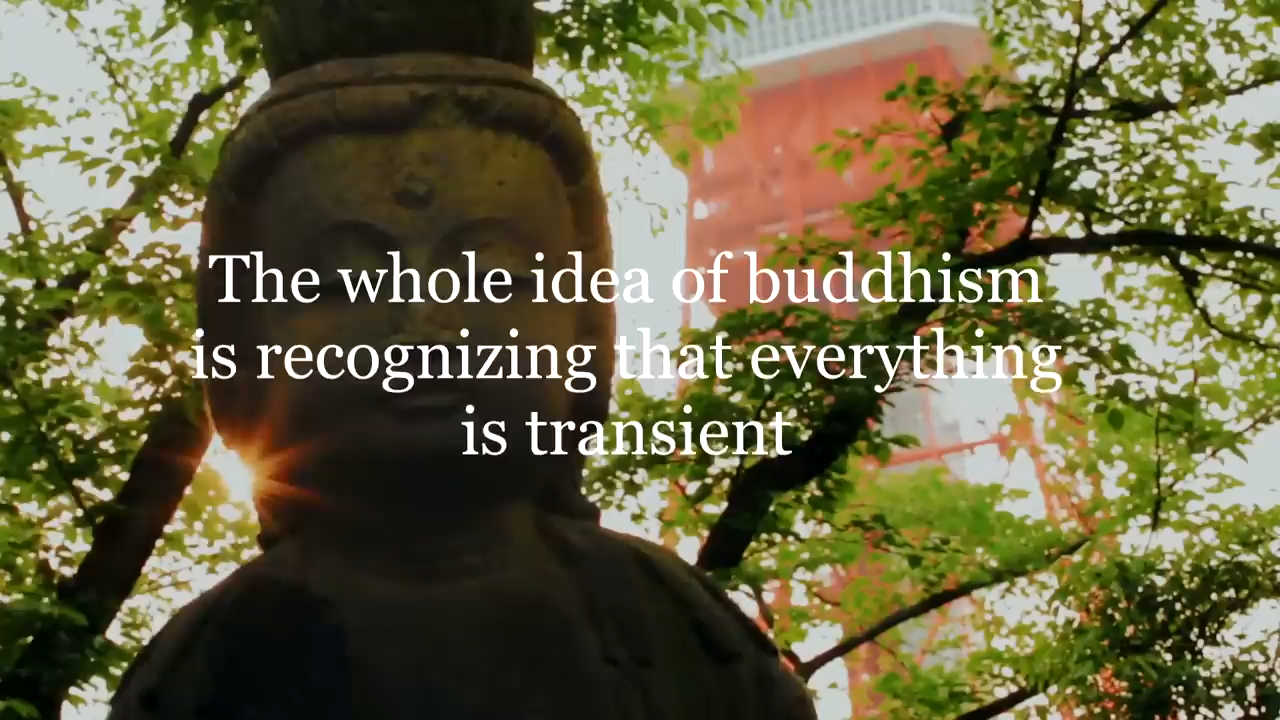 The whole idea of buddhism
is recognizing that everything
is transient